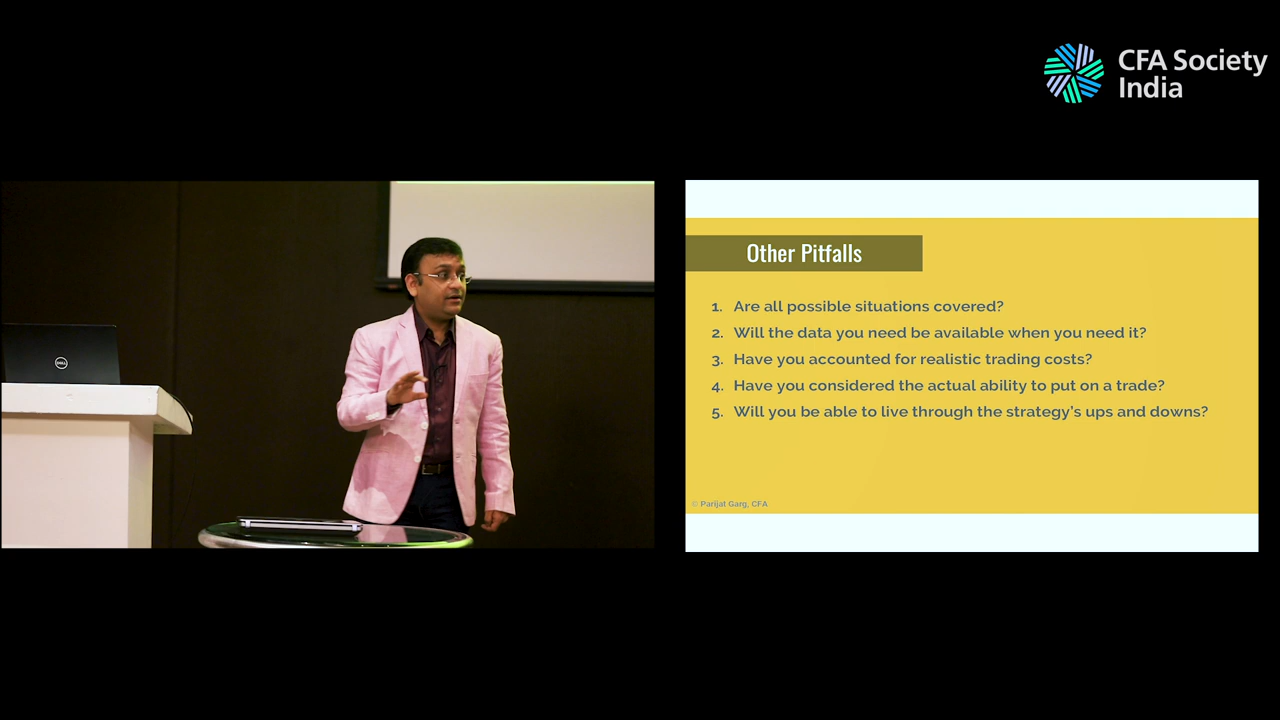 CFA Society
India
Other Pitfalls
1. Are all possible situations covered?
2. Will the data you need be available when you need it?
3. Have you accounted for realistic trading costs?
4. Have you considered the actual ability to put on a trade?
5. Will you be able to live through the strategy's ups and downs?
© Parijat Garg, CFA
DELL